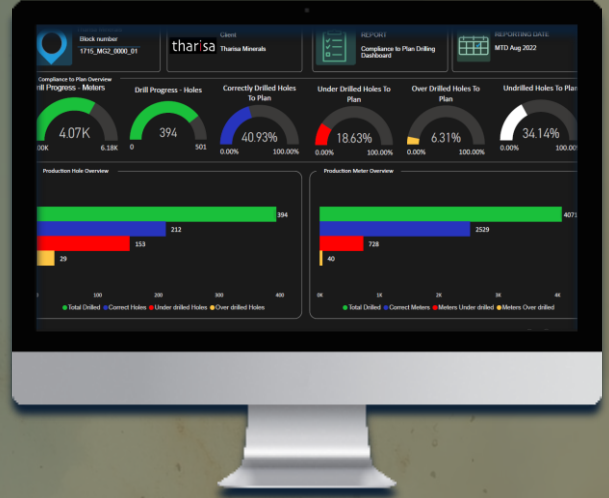 Block number
1715_MG2_0000_01
tharisa
Client
Tharisa Minerals
REPORT
Compliance to Plan Drilling
Dashboard
REPORTING DATE
MTD Aug 2022
Compliance to Plan Overview
ill Progress - Meters
4.07K
00K
6.18K
Drill Progress - Holes
394
0
501
Correctly Drilled Holes
To Plan
40.93%
0.00%
100.00%
Under Drilled Holes To
Plan
18.63%
0.00%
100.00%
Over Drilled Holes To
Plan
6.31%
0.00%
100.00%
Undrilled Holes To Plan
34.14%
0.00%
100.00%
Production Hole Overview
394
212
153
29
100
200
300
400
Total Drilled Correct Holes Under drilled Holes Over drilled Holes
Production Meter Overview
4071
2529
728
40
0K
1K
2K
3K
4K
Total Drilled Correct Meters Meters Under drilled Meters Over drilled